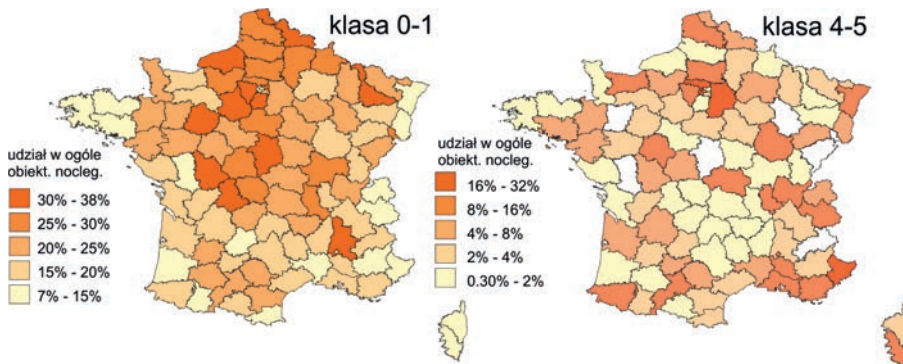 klasa 0-1
udział w ogóle
obiekt. nocleg.
30% - 38%
25% - 30%
20% - 25%
15% - 20%
7% - 15%
klasa 4-5
udział w ogóle
obiekt. nocleg.
16% - 32%
8% - 16%
4% - 8%
2% - 4%
0.30% - 2%